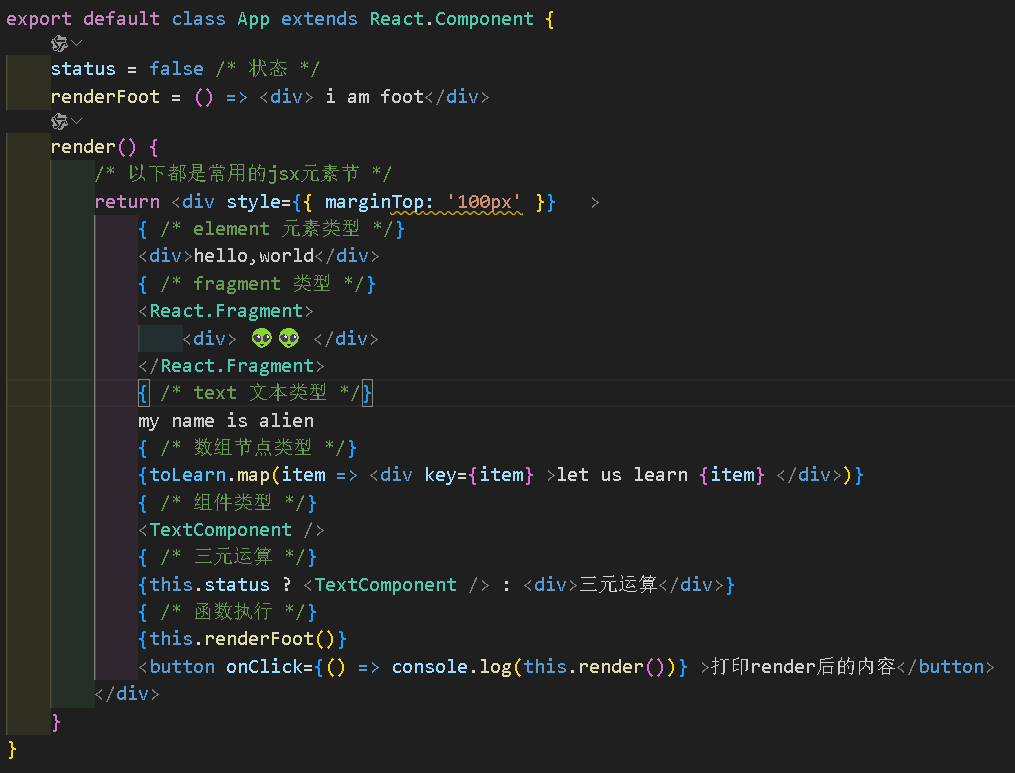 export default class App extends React.Component {
status = false /* 状态 */
renderFoot = () => <div> i am foot</div>
render() {
/* 以下都是常用的jsx元素节 */
return <div style={{ marginTop: '100px' }}   >
{ /* element 元素类型 */}
<div>hello,world</div>
{ /* fragment 类型 */}
<React.Fragment>
<div> 👽👽 </div>
</React.Fragment>
{ /* text 文本类型 */}
my name is alien
{ /* 数组节点类型 */}
{toLearn.map(item => <div key={item} >let us learn {item} </div>)}
{ /* 组件类型 */}
<TextComponent />
{ /* 三元运算 */}
{this.status ? <TextComponent /> : <div>三元运算</div>}
{ /* 函数执行 */}
{this.renderFoot()}
<button onClick={() => console.log(this.render())} >打印render后的内容</button>
</div>
}
}